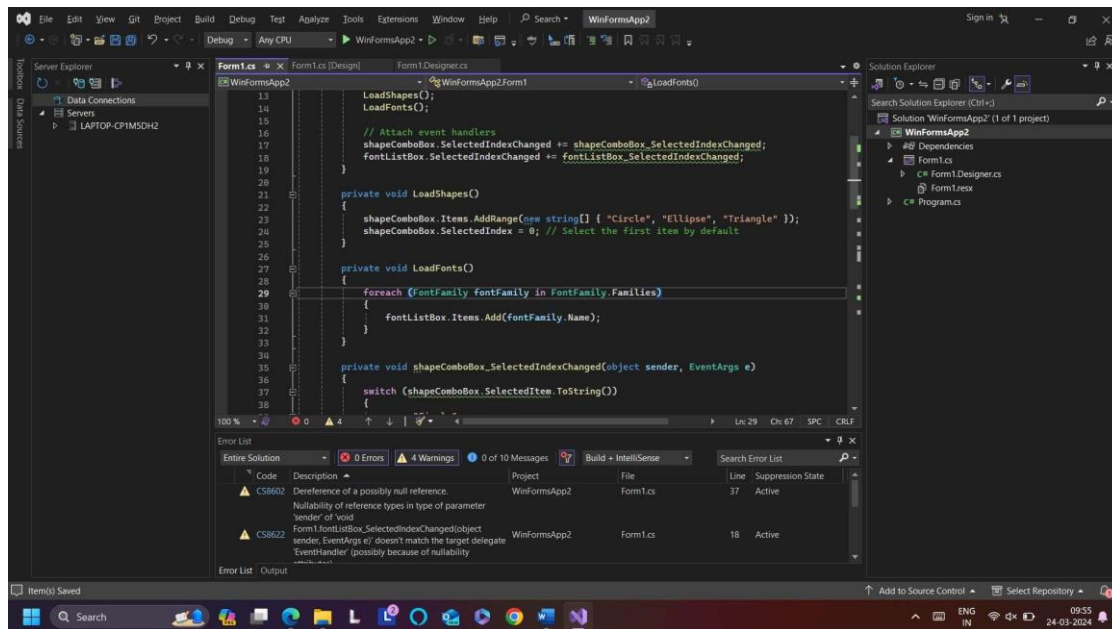 File Edit View Git Project Build Debug Test Analyze Tools Extensions Window Help Search WinFormsApp2 Sign in
Debug Any CPU WinFormsApp2
Toolbox
Data Sources
Server Explorer
Data Connections
Servers
LAPTOP-CP1M5DH2
Form1.cs Form1.cs [Design] Form1.Designer.cs
WinFormsApp2 WinFormsApp2.Form1 LoadFonts()
13 LoadShapes();
14 LoadFonts();
15
16 // Attach event handlers
17 shapeComboBox.SelectedIndexChanged += shapeComboBox_SelectedIndexChanged;
18 fontListBox.SelectedIndexChanged += fontListBox_SelectedIndexChanged;
19 }
20
21 private void LoadShapes()
22 {
23 shapeComboBox.Items.AddRange(new string[] { "Circle", "Ellipse", "Triangle" });
24 shapeComboBox.SelectedIndex = 0; // Select the first item by default
25 }
26
27 private void LoadFonts()
28 {
29 foreach (FontFamily fontFamily in FontFamily.Families)
30 {
31 fontListBox.Items.Add(fontFamily.Name);
32 }
33 }
34
35 private void shapeComboBox_SelectedIndexChanged(object sender, EventArgs e)
36 {
37 switch (shapeComboBox.SelectedItem.ToString())
38 {
100 % 0 4 Ln: 29 Ch: 67 SPC CRLF
Error List
Entire Solution 0 Errors 4 Warnings 0 of 10 Messages Build + IntelliSense Search Error List
Code Description Project File Line Suppression State
CS8602 Dereference of a possibly null reference. WinFormsApp2 Form1.cs 37 Active
Nullability of reference types in type of parameter
'sender' of 'void
CS8622 Form1.fontListBox_SelectedIndexChanged(object
sender, EventArgs e)' doesn't match the target delegate WinFormsApp2 Form1.cs 18 Active
'EventHandler' (possibly because of nullability
Error List Output
Solution Explorer
Search Solution Explorer (Ctrl+;)
Solution 'WinFormsApp2' (1 of 1 project)
WinFormsApp2
Dependencies
Form1.cs
C# Form1.Designer.cs
Form1.resx
C# Program.cs
Item(s) Saved Add to Source Control Select Repository
Search ENG 09:55
IN 24-03-2024